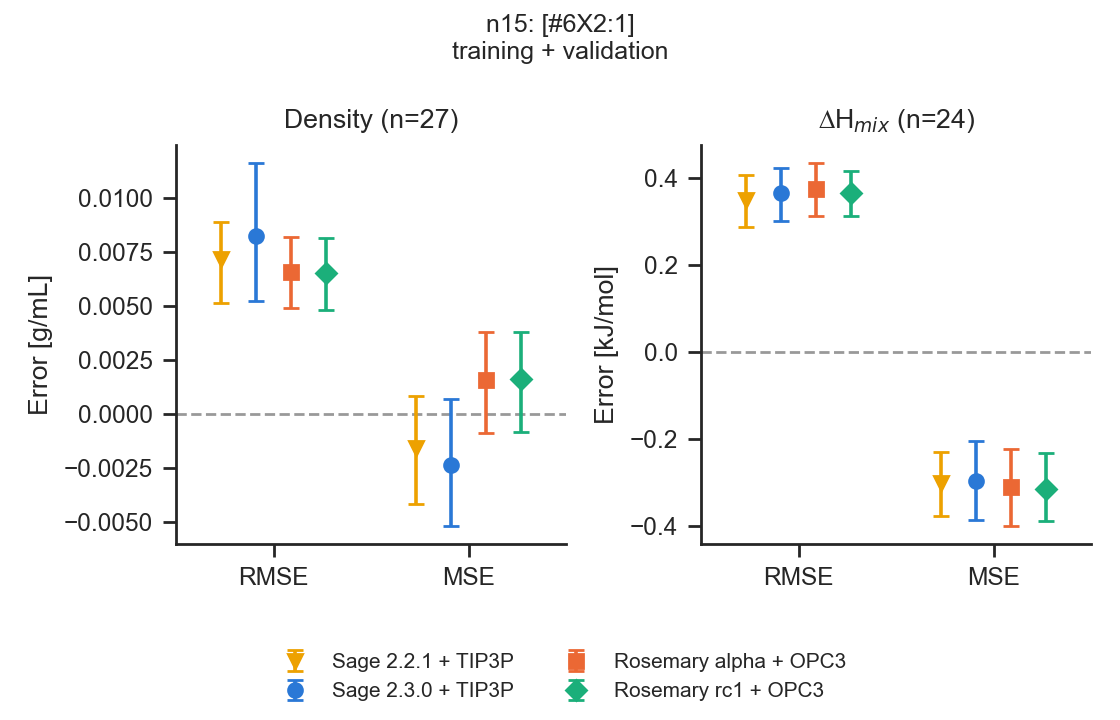 n15: [#6X2:1]
training + validation
Density (n=27)
ΔHmix (n=24)
Error [g/mL]
0.0100
0.0075
0.0050
0.0025
0.0000
−0.0025
−0.0050
RMSE
MSE
Error [kJ/mol]
0.4
0.2
0.0
−0.2
−0.4
RMSE
MSE
Sage 2.2.1 + TIP3P
Sage 2.3.0 + TIP3P
Rosemary alpha + OPC3
Rosemary rc1 + OPC3